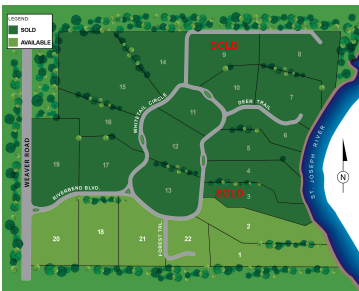 LEGEND:
SOLD
AVAILABLE
SOLD
14
9
8
15
10
7
DEER TRAIL
WHITETAIL CIRCLE
11
16
6
12
5
WEAVER ROAD
19
17
4
ST. JOSEPH RIVER
N
RIVERBEND BLVD.
13
SOLD
3
20
18
21
FOREST TRL
22
2
1